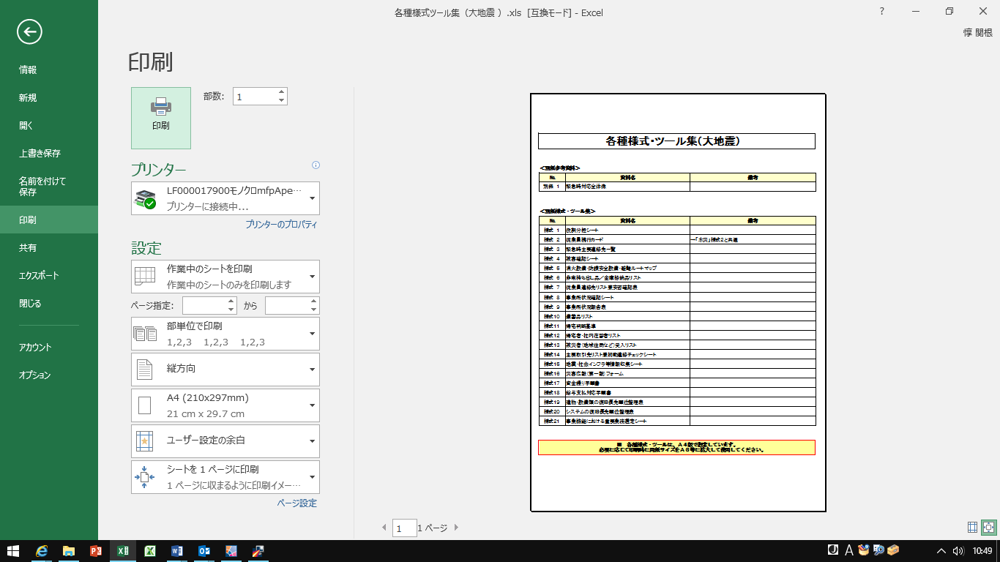 各種様式ツール集（大地震 ）.xls [互換モード] - Excel
?
惇 関根
情報
新規
開く
上書き保存
名前を付けて
保存
印刷
共有
エクスポート
閉じる
アカウント
オプション
印刷
印刷
部数:
1
プリンター
LF000017900モノクロmfpApe…
プリンターに接続中...
プリンターのプロパティ
設定
作業中のシートを印刷
作業中のシートのみを印刷します
ページ指定:
から
部単位で印刷
1,2,3 1,2,3 1,2,3
縦方向
A4 (210x297mm)
21 cm x 29.7 cm
ユーザー設定の余白
シートを 1 ページに印刷
1 ページに収まるように印刷イメー…
ページ設定
各種様式・ツール集（大地震）
＜別紙参考資料＞
No. 資料名 備考
別紙 1 緊急時対応全体像
＜別紙様式・ツール集＞
No. 資料名 備考
様式 1 役割分担シート
様式 2 従業員携行カード →「水災」様式2と共通
様式 3 緊急時主要連絡先一覧
様式 4 被害確認シート
様式 5 消火設備・防護安全設備・避難ルートマップ
様式 6 非常持ち出し品／金庫格納品リスト
様式 7 従業員連絡先リスト兼安否確認表
様式 8 事業所状況確認シート
様式 9 事業所状況報告表
様式10 備蓄品リスト
様式11 帰宅判断基準
様式12 帰宅者・社内在留者リスト
様式13 被災者（地域住民など）受入リスト
様式14 主要取引先リスト兼初動連絡チェックシート
様式15 地震・社会インフラ等情報収集シート
様式16 災害広報（第一報）フォーム
様式17 資金繰り手順書
様式18 給与支払対応手順書
様式19 建物・設備類の復旧優先順位整理表
様式20 システムの復旧優先順位整理表
様式21 事業機能における重要業務選定シート
■ 各種様式・ツールは、A4版で設定しています。
必要に応じて印刷時に用紙サイズをA3等に拡大して使用してください。
1
1 ページ
A
10:49